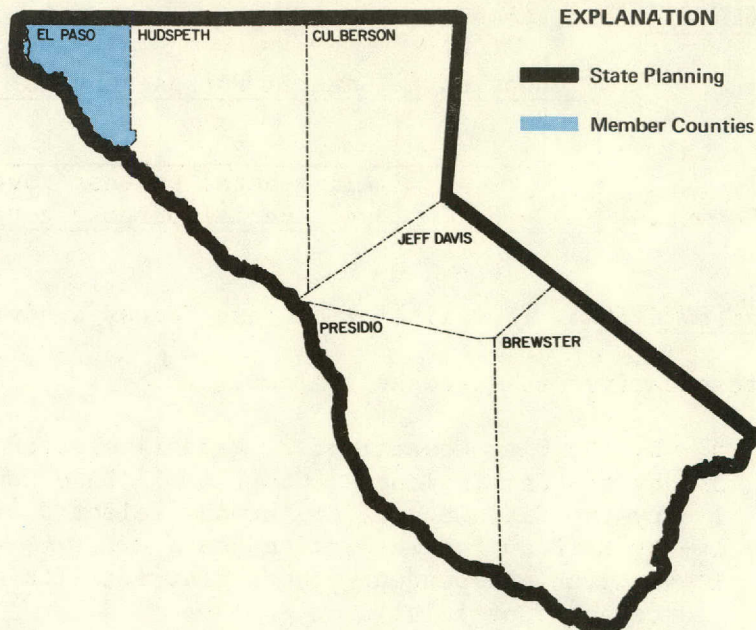 EXPLANATION
State Planning
Member Counties
EL PASO
HUDSPETH
CULBERSON
JEFF DAVIS
PRESIDIO
BREWSTER